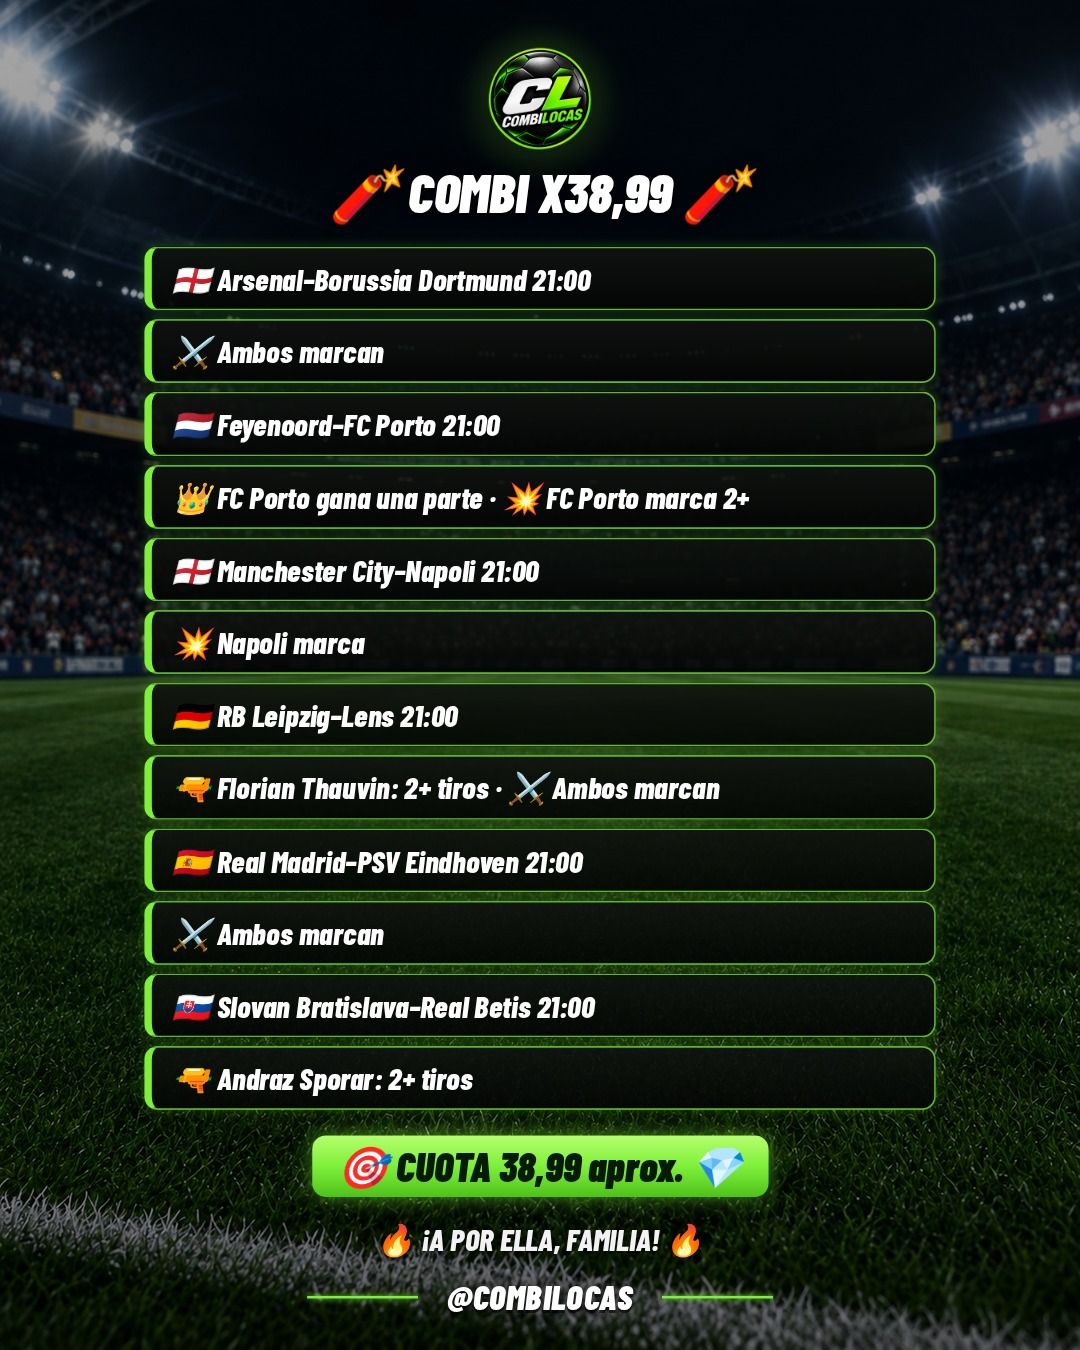 CL
COMBILOCAS
🧨 COMBI X38,99 🧨
🏴󠁧󠁢󠁥󠁮󠁧󠁿 Arsenal-Borussia Dortmund 21:00
⚔️ Ambos marcan
🇳🇱 Feyenoord-FC Porto 21:00
👑 FC Porto gana una parte · 💥 FC Porto marca 2+
🏴󠁧󠁢󠁥󠁮󠁧󠁿 Manchester City-Napoli 21:00
💥 Napoli marca
🇩🇪 RB Leipzig-Lens 21:00
🔫 Florian Thauvin: 2+ tiros · ⚔️ Ambos marcan
🇪🇸 Real Madrid-PSV Eindhoven 21:00
⚔️ Ambos marcan
🇸🇰 Slovan Bratislava-Real Betis 21:00
🔫 Andraz Sporar: 2+ tiros
🎯 CUOTA 38,99 aprox. 💎
🔥 ¡A POR ELLA, FAMILIA! 🔥
@COMBILOCAS